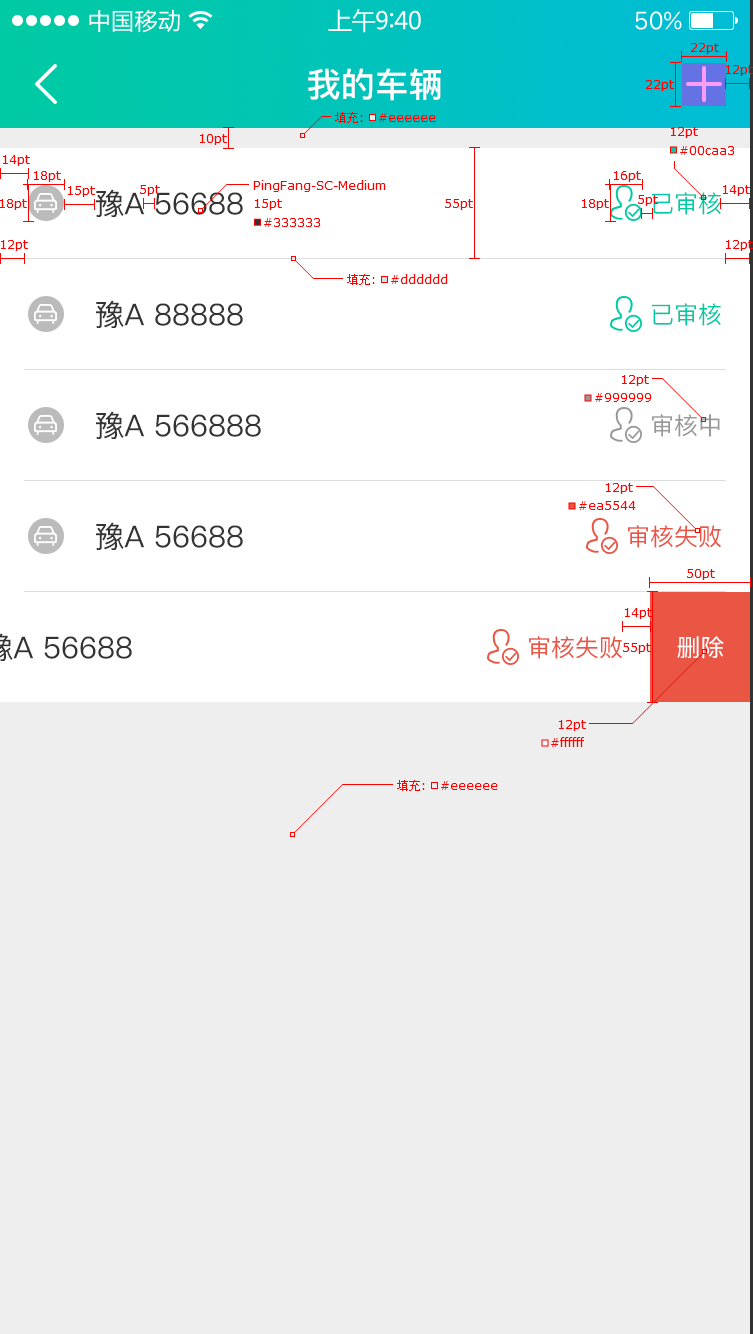 中国移动 上午9:40 50%
22pt
我的车辆
22pt
12pt
填充: #eeeeee
10pt
12pt
#00caa3
14pt
18pt
15pt
5pt
PingFang-SC-Medium
18pt
豫A 56688
15pt
#333333
55pt
16pt
18pt
5pt
已审核
14pt
12pt
12pt
填充: #dddddd
豫A 88888
已审核
12pt
#999999
豫A 566888
审核中
12pt
#ea5544
豫A 56688
审核失败
50pt
14pt
豫A 56688
审核失败
55pt
删除
12pt
#ffffff
填充: #eeeeee